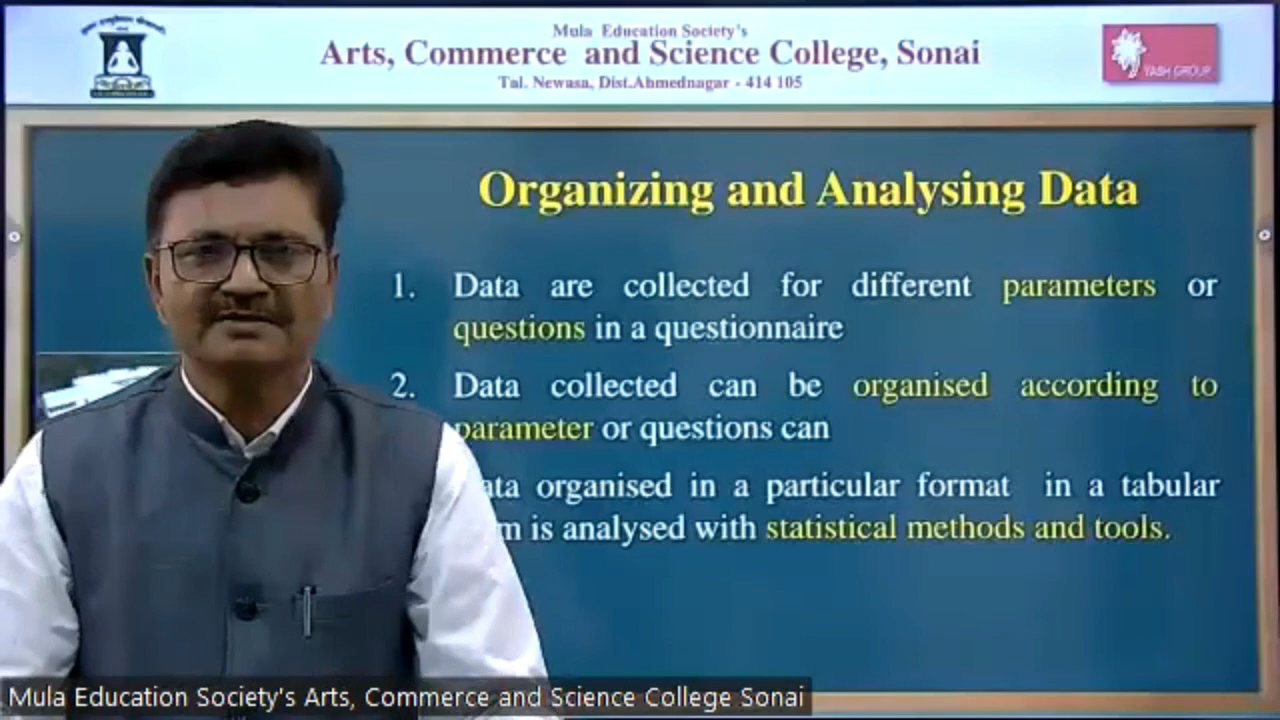 Mula Education Society's
Arts, Commerce and Science College, Sonai
Tal. Newasa, Dist.Ahmednagar - 414 105
YASH GROUP
Organizing and Analysing Data
1. Data are collected for different parameters or
questions in a questionnaire
2. Data collected can be organised according to
parameter or questions can
organised in a particular format in a tabular
is analysed with statistical methods and tools.
Mula Education Society's Arts, Commerce and Science College Sonai